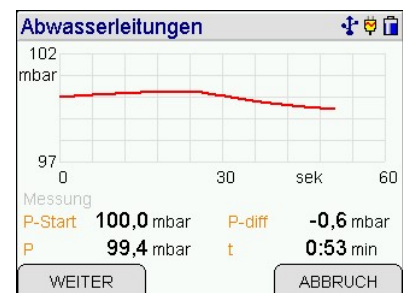 Abwasserleitungen
102
mbar
97
0 30 sek 60
Messung
P-Start 100,0 mbar P-diff -0,6 mbar
P 99,4 mbar t 0:53 min
WEITER ABBRUCH